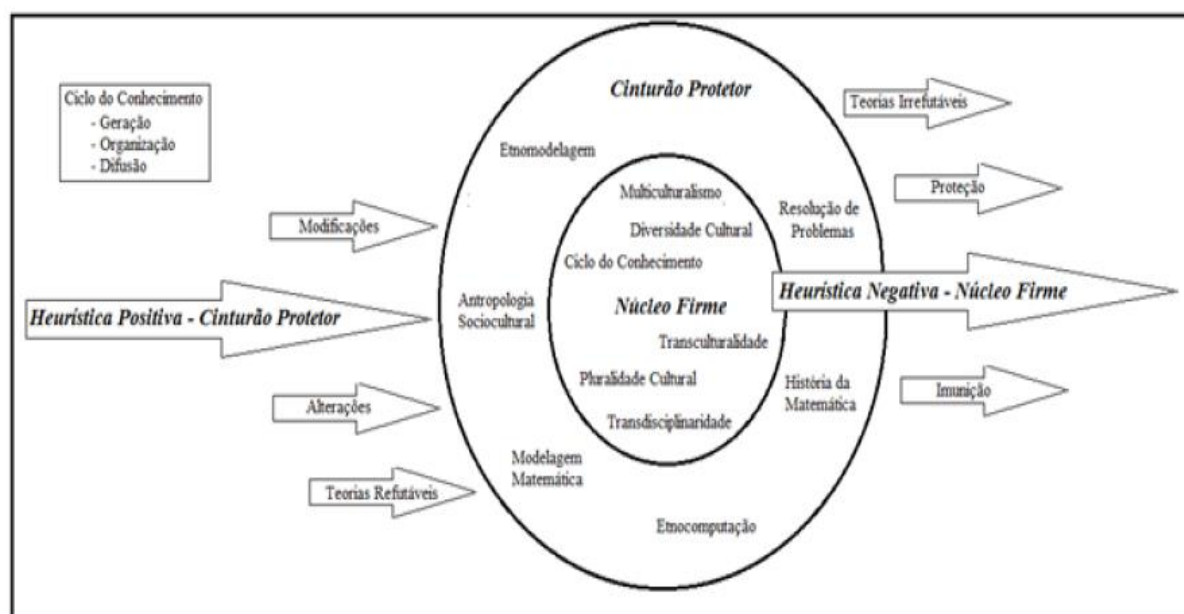 Ciclo do Conhecimento
- Geração
- Organização
- Difusão
Modificações
Heurística Positiva - Cinturão Protetor
Alterações
Teorias Refutáveis
Cinturão Protetor
Etnomodelagem
Antropologia
Sociocultural
Modelagem
Matemática
Etnocomputação
Resolução de
Problemas
História da
Matemática
Multiculturalismo
Diversidade Cultural
Ciclo do Conhecimento
Núcleo Firme
Transculturalidade
Pluralidade Cultural
Transdisciplinaridade
Teorias Irrefutáveis
Proteção
Heurística Negativa - Núcleo Firme
Imunição